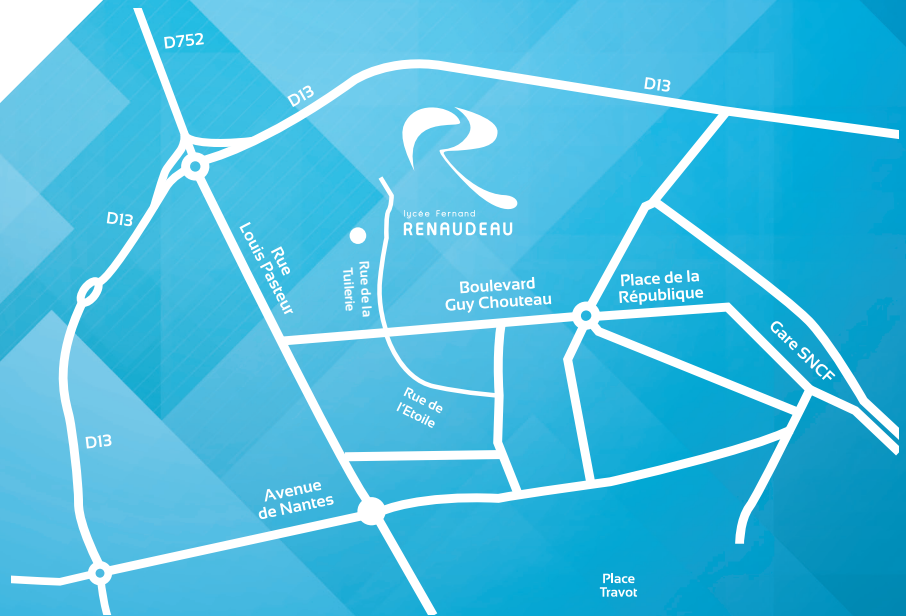 D752
D13
D13
D13
lycée Fernand
RENAUDEAU
Rue
Louis Pasteur
Rue de la
Tuilerie
Boulevard
Guy Chouteau
Place de la
République
Gare SNCF
Rue de
l'Etoile
D13
Avenue
de Nantes
Place
Travot